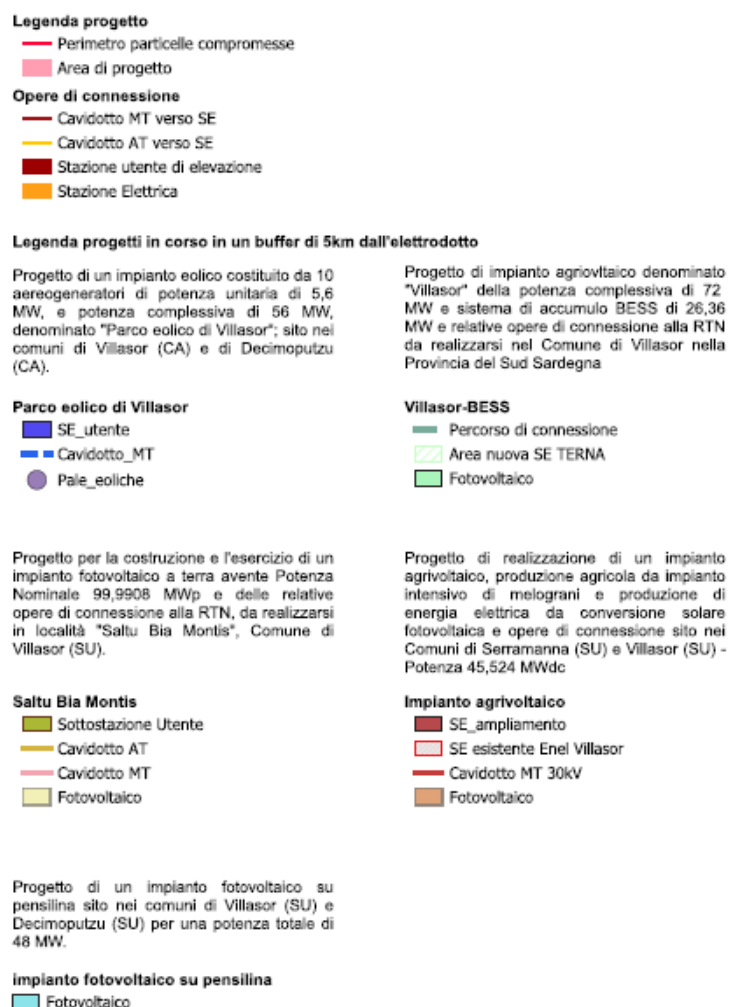 Legenda progetto
Perimetro particelle compromesse
Area di progetto
Opere di connessione
Cavidotto MT verso SE
Cavidotto AT verso SE
Stazione utente di elevazione
Stazione Elettrica
Legenda progetti in corso in un buffer di 5km dall'elettrodotto
Progetto di un impianto eolico costituito da 10
aereogeneratori di potenza unitaria di 5,6
MW, e potenza complessiva di 56 MW,
denominato "Parco eolico di Villasor"; sito nei
comuni di Villasor (CA) e di Decimoputzu
(CA).
Parco eolico di Villasor
SE_utente
Cavidotto_MT
Pale_eoliche
Progetto di impianto agriovltaico denominato
"Villasor" della potenza complessiva di 72
MW e sistema di accumulo BESS di 26,36
MW e relative opere di connessione alla RTN
da realizzarsi nel Comune di Villasor nella
Provincia del Sud Sardegna
Villasor-BESS
Percorso di connessione
Area nuova SE TERNA
Fotovoltaico
Progetto per la costruzione e l'esercizio di un
impianto fotovoltaico a terra avente Potenza
Nominale 99,9908 MWp e delle relative
opere di connessione alla RTN, da realizzarsi
in località "Saltu Bia Montis", Comune di
Villasor (SU).
Saltu Bia Montis
Sottostazione Utente
Cavidotto AT
Cavidotto MT
Fotovoltaico
Progetto di realizzazione di un impianto
agrivoltaico, produzione agricola da impianto
intensivo di melograni e produzione di
energia elettrica da conversione solare
fotovoltaica e opere di connessione sito nei
Comuni di Serramanna (SU) e Villasor (SU) -
Potenza 45,524 MWdc
Impianto agrivoltaico
SE_ampliamento
SE esistente Enel Villasor
Cavidotto MT 30kV
Fotovoltaico
Progetto di un impianto fotovoltaico su
pensilina sito nei comuni di Villasor (SU) e
Decimoputzu (SU) per una potenza totale di
48 MW.
impianto fotovoltaico su pensilina
Fotovoltaico